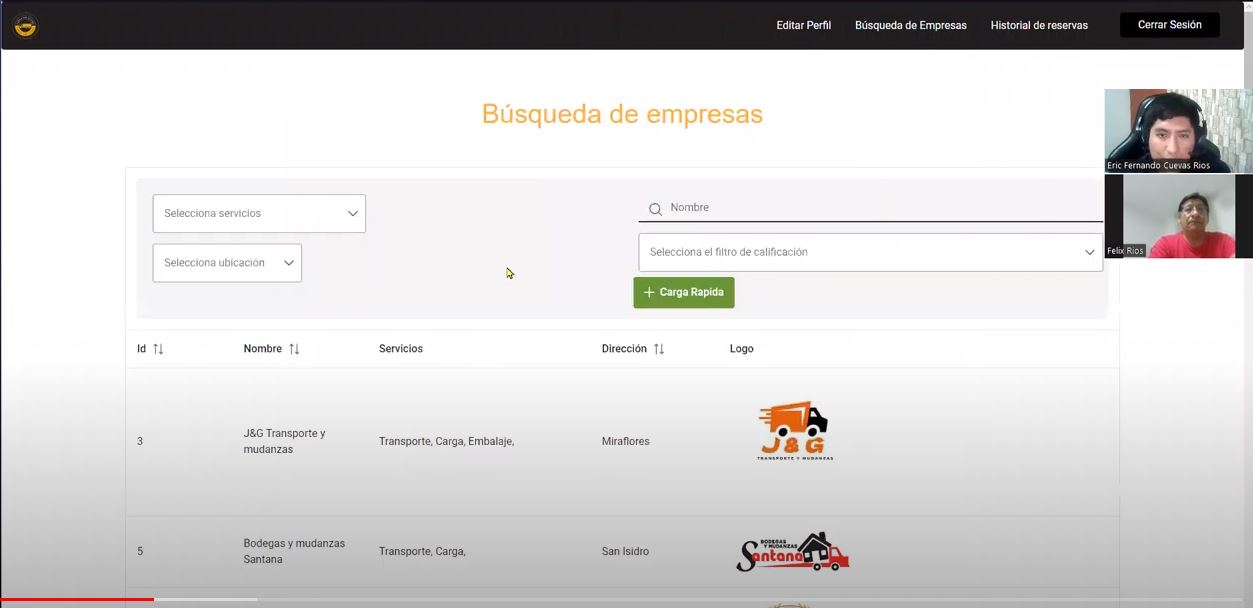 Editar Perfil
Búsqueda de Empresas
Historial de reservas
Cerrar Sesión
Búsqueda de empresas
Eric Fernando Cuevas Rios
Felix Rios
Selecciona servicios
Nombre
Selecciona ubicación
Selecciona el filtro de calificación
+ Carga Rapida
Id
Nombre
Servicios
Dirección
Logo
3
J&G Transporte y
mudanzas
Transporte, Carga, Embalaje,
Miraflores
J&G
TRANSPORTE Y MUDANZAS
5
Bodegas y mudanzas
Santana
Transporte, Carga,
San Isidro
BODEGAS
Y MUDANZAS
Santana